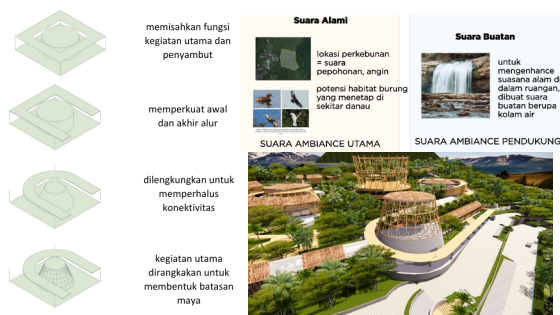 memisahkan fungsi
kegiatan utama dan
penyambut
memperkuat awal
dan akhir alur
dilengkungkan untuk
memperhalus
konektivitas
kegiatan utama
dirangkakan untuk
membentuk batasan
maya
Suara Alami
lokasi perkebunan
= suara
pepohonan, angin
potensi habitat burung
yang menetap di
sekitar danau
SUARA AMBIANCE UTAMA
Suara Buatan
untuk
mengenhance
suasana alam di
dalam ruangan,
dibuat suara
buatan berupa
kolam air
SUARA AMBIANCE PENDUKUNG